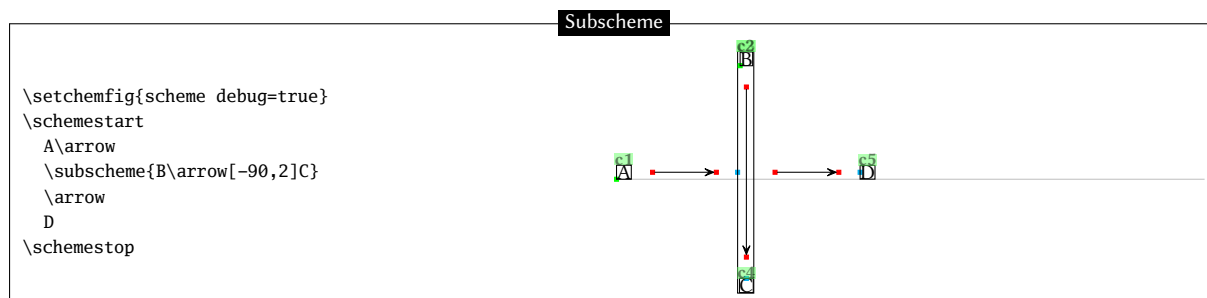 Subscheme
\setchemfig{scheme debug=true}
\schemestart
A\arrow
\subscheme{B\arrow[-90,2]C}
\arrow
D
\schemestop
c2
B
c1
A
c5
D
c4
C